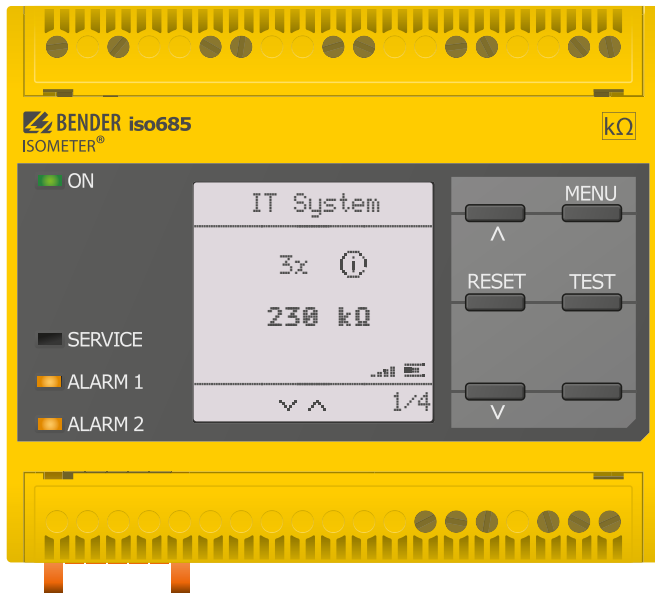 BENDER iso685
ISOMETER®
kΩ
ON
SERVICE
ALARM 1
ALARM 2
IT System
3x
230 kΩ
1/4
MENU
RESET TEST